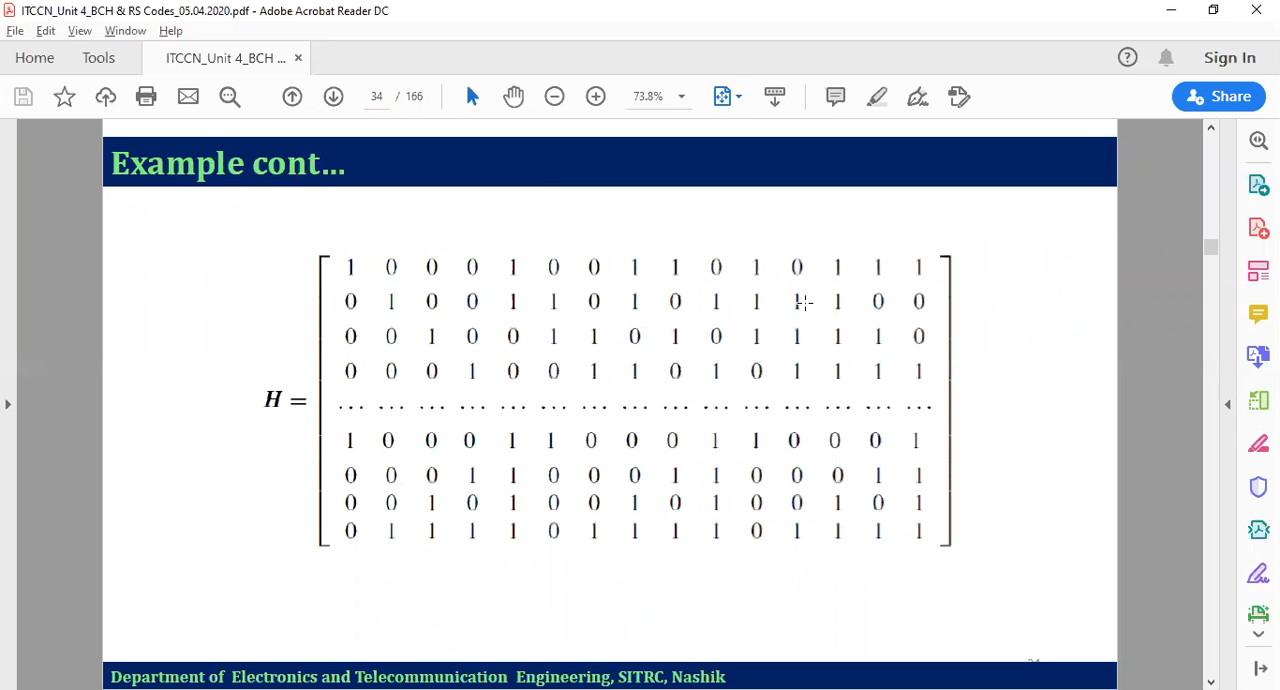 ITCCN_Unit 4_BCH & RS Codes_05.04.2020.pdf - Adobe Acrobat Reader DC
File Edit View Window Help
Home Tools ITCCN_Unit 4_BCH ... × Sign In
34 / 166 73.8% Share
Example cont...
1 0 0 0 1 0 0 1 1 0 1 0 1 1 1
0 1 0 0 1 1 0 1 0 1 1 1 1 0 0
0 0 1 0 0 1 1 0 1 0 1 1 1 1 0
0 0 0 1 0 0 1 1 0 1 0 1 1 1 1
H = ... ... ... ... ... ... ... ... ... ... ... ... ... ... ...
1 0 0 0 1 1 0 0 0 1 1 0 0 0 1
0 0 0 1 1 0 0 0 1 1 0 0 0 1 1
0 0 1 0 1 0 0 1 0 1 0 0 1 0 1
0 1 1 1 1 0 1 1 1 1 0 1 1 1 1
Department of Electronics and Telecommunication Engineering, SITRC, Nashik